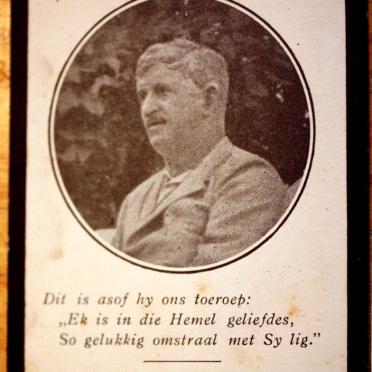 Dit is asof hy ons toeroep:
„Ek is in die Hemel geliefdes,
So gelukkig omstraal met Sy lig.”